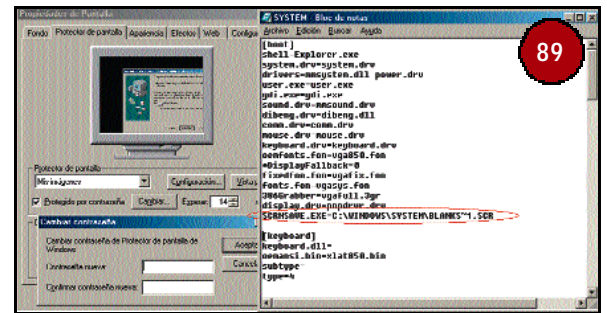 Propiedades de Pantalla
Fondo Protector de pantalla Apariencia Efectos Web Configu
Protector de pantalla
Mis imágenes
Configuración... Vista
Protegido por contraseña Cambiar... Esperar: 14
Cambiar contraseña
Cambiar contraseña de Protector de pantalla de
Windows
Contraseña nueva:
Confirmar contraseña nueva:
Acepta
Cancel
SYSTEM - Bloc de notas
Archivo Edición Buscar Ayuda
89
[boot]
shell=Explorer.exe
system.drv=system.drv
drivers=mmsystem.dll power.drv
user.exe=user.exe
gdi.exe=gdi.exe
sound.drv=mmsound.drv
dibeng.drv=dibeng.dll
comm.drv=comm.drv
mouse.drv=mouse.drv
keyboard.drv=keyboard.drv
oemfonts.fon=vga850.fon
*DisplayFallback=0
fixedfon.fon=vgafix.fon
fonts.fon=vgasys.fon
386Grabber=vgafull.3gr
display.drv=pnpdrvr.drv
SCRNSAVE.EXE=C:\WINDOWS\SYSTEM\BLANKS~1.SCR
[keyboard]
keyboard.dll=
oemansi.bin=xlat850.bin
subtype=
type=4